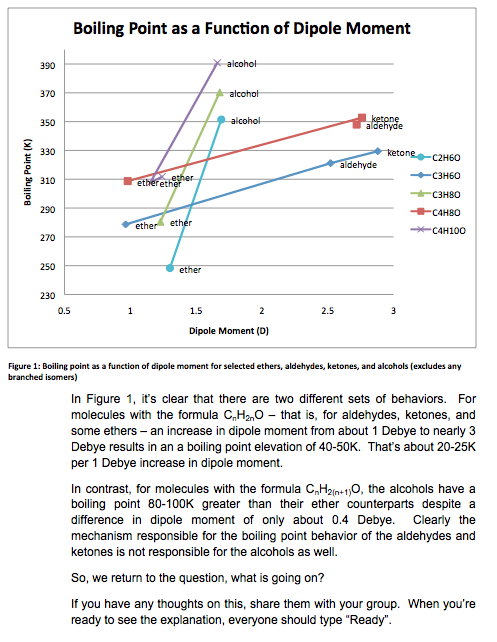 Boiling Point as a Function of Dipole Moment
390
370
350
330
310
290
270
250
230
Boiling Point (K)
0.5 1 1.5 2 2.5 3
Dipole Moment (D)
alcohol
alcohol
alcohol
ketone
aldehyde
ketone
aldehyde
ether
ether
ether
ether
ether
ether
C2H6O
C3H6O
C3H8O
C4H8O
C4H10O
Figure 1: Boiling point as a function of dipole moment for selected ethers, aldehydes, ketones, and alcohols (excludes any
branched isomers)
In Figure 1, it's clear that there are two different sets of behaviors. For
molecules with the formula CnH2nO – that is, for aldehydes, ketones, and
some ethers – an increase in dipole moment from about 1 Debye to nearly 3
Debye results in an a boiling point elevation of 40-50K. That's about 20-25K
per 1 Debye increase in dipole moment.
In contrast, for molecules with the formula CnH2(n+1)O, the alcohols have a
boiling point 80-100K greater than their ether counterparts despite a
difference in dipole moment of only about 0.4 Debye. Clearly the
mechanism responsible for the boiling point behavior of the aldehydes and
ketones is not responsible for the alcohols as well.
So, we return to the question, what is going on?
If you have any thoughts on this, share them with your group. When you're
ready to see the explanation, everyone should type "Ready".